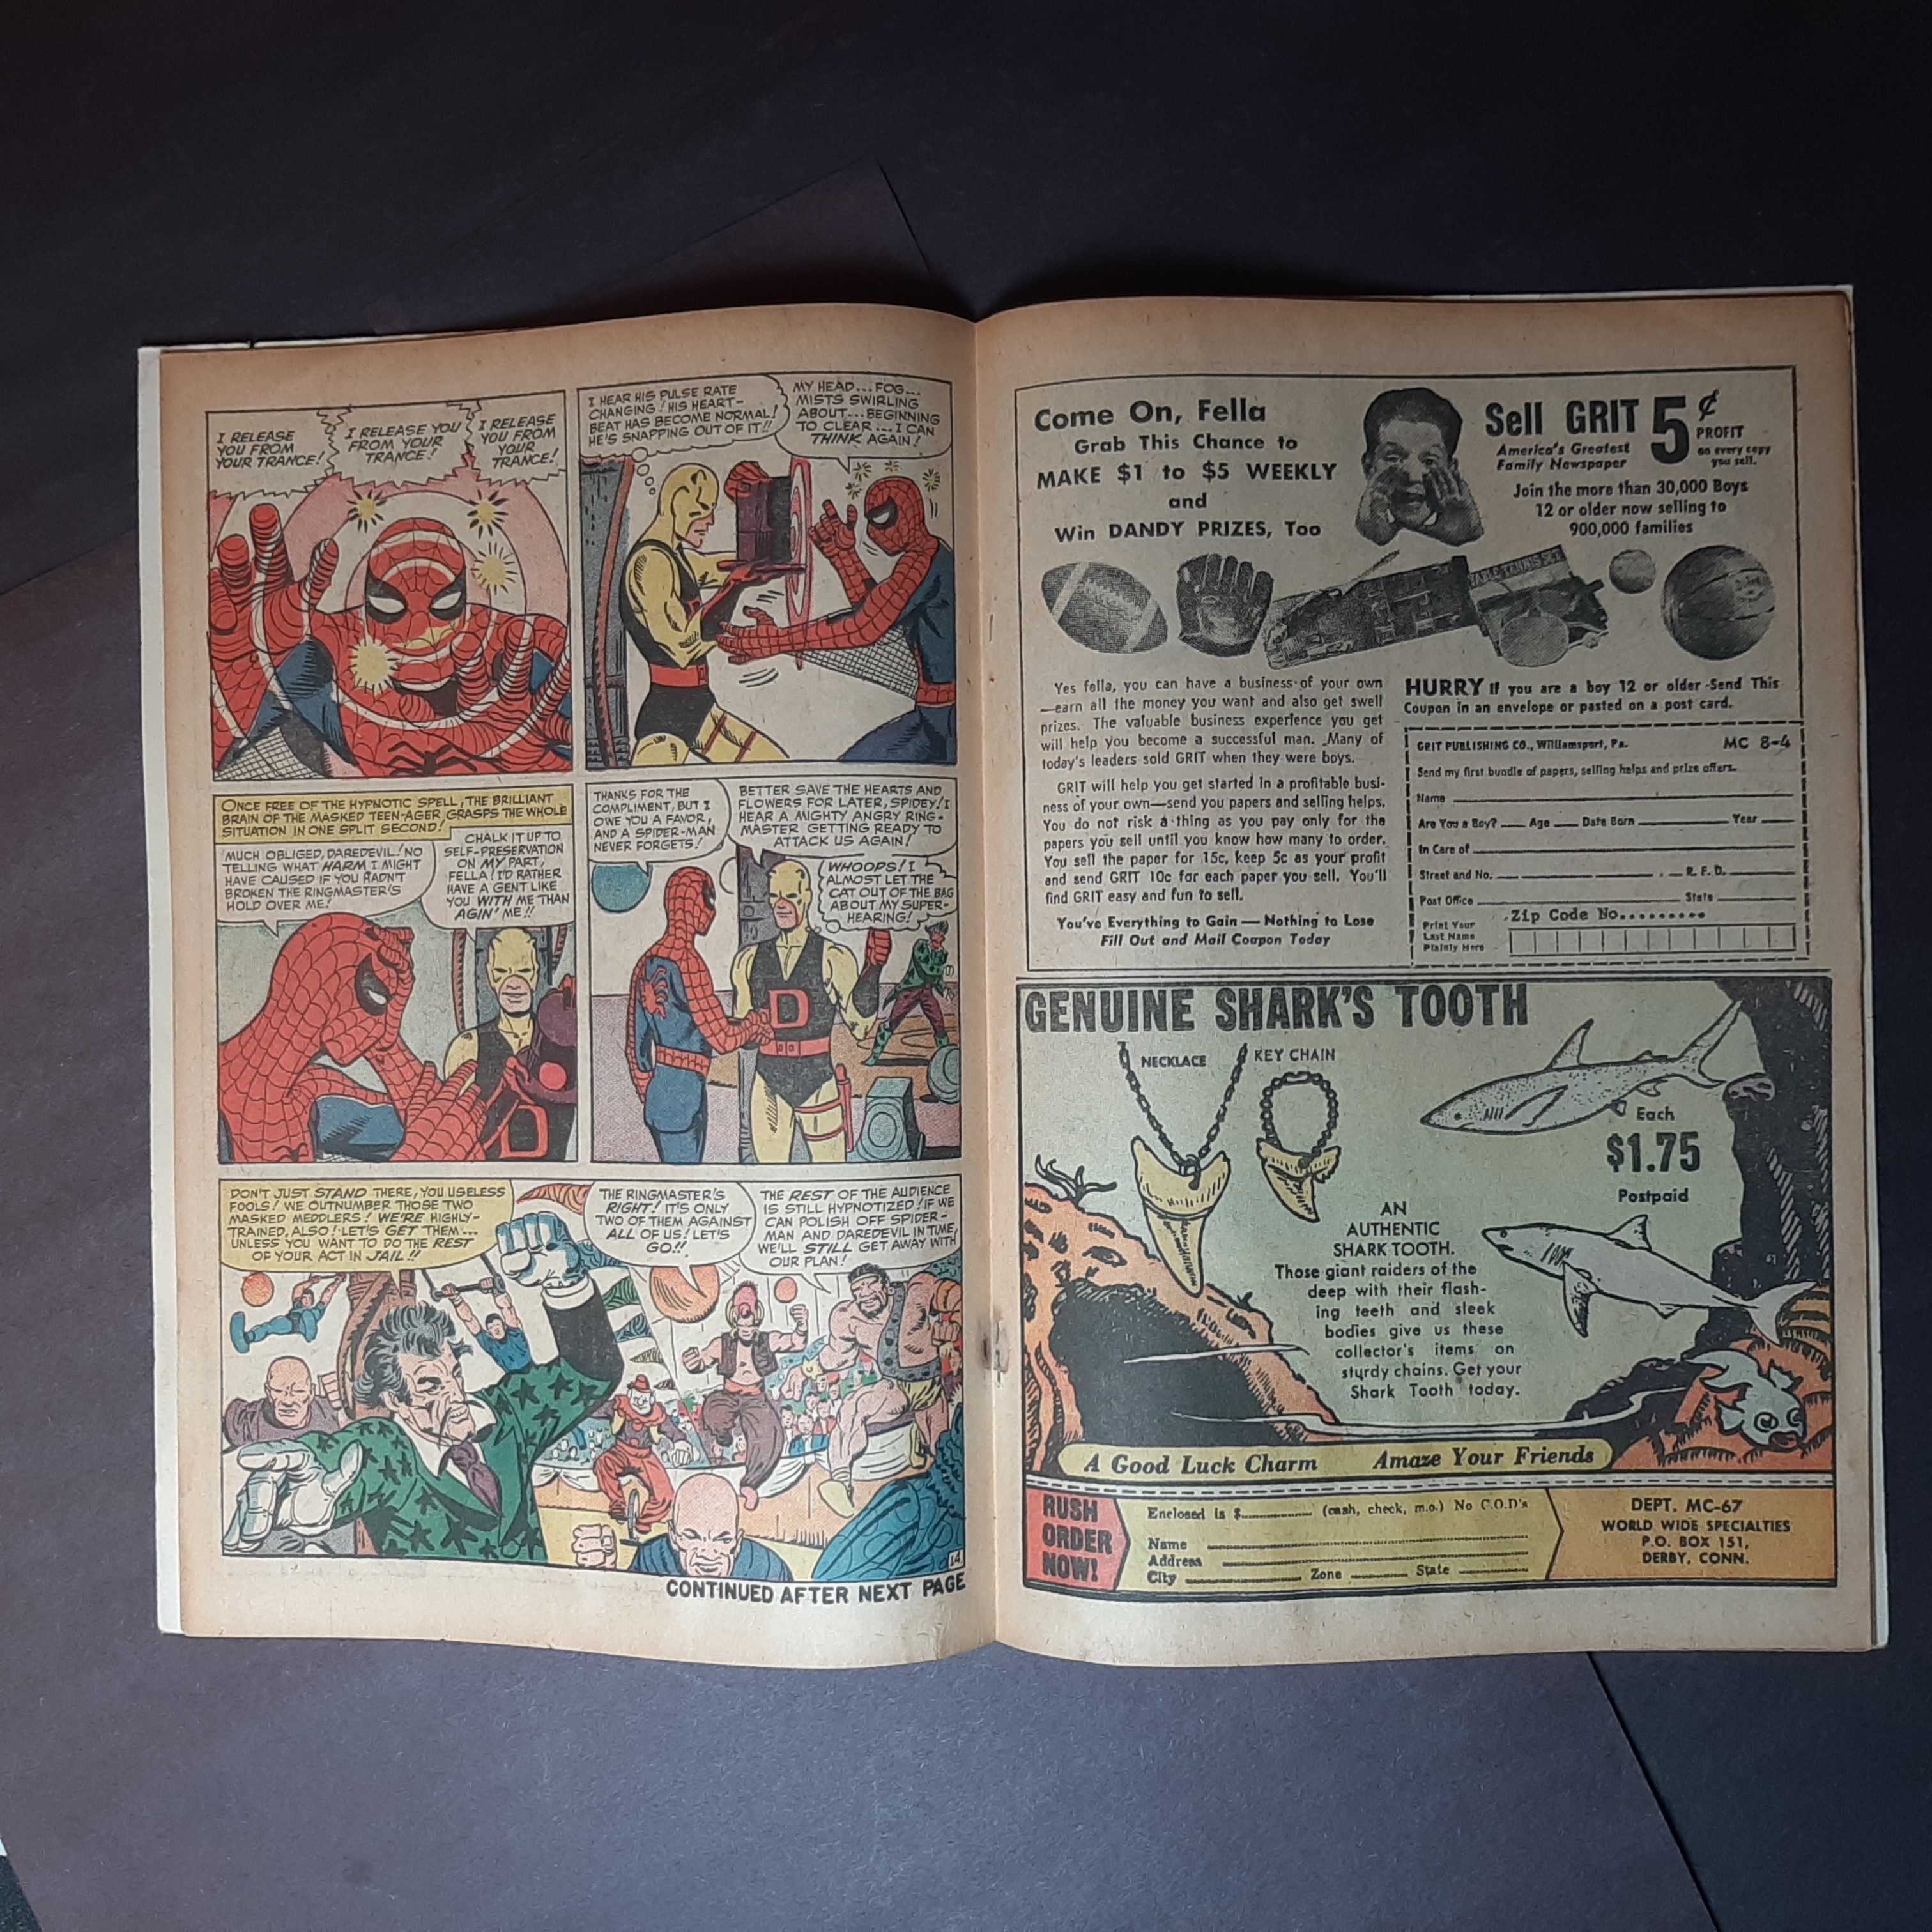 I RELEASE
YOU FROM
YOUR TRANCE!
I RELEASE YOU
FROM YOUR
TRANCE!
I RELEASE
YOU FROM
YOUR
TRANCE!
I HEAR HIS PULSE RATE
CHANGING! HIS HEART-
BEAT HAS BECOME NORMAL!
HE'S SNAPPING OUT OF IT!!
MY HEAD...FOG...
MISTS SWIRLING
ABOUT...BEGINNING
TO CLEAR...I CAN
THINK AGAIN!
ONCE FREE OF THE HYPNOTIC SPELL, THE BRILLIANT
BRAIN OF THE MASKED TEEN-AGER GRASPS THE WHOLE
SITUATION IN ONE SPLIT SECOND!
MUCH OBLIGED, DAREDEVIL! NO
TELLING WHAT HARM I MIGHT
HAVE CAUSED IF YOU HADN'T
BROKEN THE RINGMASTER'S
HOLD OVER ME!
CHALK IT UP TO
SELF-PRESERVATION
ON MY PART,
FELLA! I'D RATHER
HAVE A GENT LIKE
YOU WITH ME THAN
AGIN' ME!!
THANKS FOR THE
COMPLIMENT, BUT I
OWE YOU A FAVOR,
AND A SPIDER-MAN
NEVER FORGETS!
BETTER SAVE THE HEARTS AND
FLOWERS FOR LATER, SPIDEY! I
HEAR A MIGHTY ANGRY RING-
MASTER GETTING READY TO
ATTACK US AGAIN!
WHOOPS! I
ALMOST LET THE
CAT OUT OF THE BAG
ABOUT MY SUPER-
HEARING!
D
DON'T JUST STAND THERE, YOU USELESS
FOOLS! WE OUTNUMBER THOSE TWO
MASKED MEDDLERS! WE'RE HIGHLY-
TRAINED, ALSO! LET'S GET THEM...
UNLESS YOU WANT TO DO THE REST
OF YOUR ACT IN JAIL!!
THE RINGMASTER'S
RIGHT! IT'S ONLY
TWO OF THEM AGAINST
ALL OF US! LET'S
GO!!
THE REST OF THE AUDIENCE
IS STILL HYPNOTIZED! IF WE
CAN POLISH OFF SPIDER-
MAN AND DAREDEVIL IN TIME,
WE'LL STILL GET AWAY WITH
OUR PLAN!
14
CONTINUED AFTER NEXT PAGE
Come On, Fella
Grab This Chance to
MAKE $1 to $5 WEEKLY
and
Win DANDY PRIZES, Too
Sell GRIT 5¢
PROFIT
on every copy
you sell.
America's Greatest
Family Newspaper
Join the more than 30,000 Boys
12 or older now selling to
900,000 families
TABLE TENNIS SET
Yes fella, you can have a business of your own
—earn all the money you want and also get swell
prizes. The valuable business experience you get
will help you become a successful man. Many of
today's leaders sold GRIT when they were boys.
GRIT will help you get started in a profitable busi-
ness of your own—send you papers and selling helps.
You do not risk a thing as you pay only for the
papers you sell until you know how many to order.
You sell the paper for 15c, keep 5c as your profit
and send GRIT 10c for each paper you sell. You'll
find GRIT easy and fun to sell.
You've Everything to Gain — Nothing to Lose
Fill Out and Mail Coupon Today
HURRY If you are a boy 12 or older -Send This
Coupon in an envelope or pasted on a post card.
GRIT PUBLISHING CO., Williamsport, Pa. MC 8-4
Send my first bundle of papers, selling helps and prize offers.
Name
Are You a Boy? Age Date Born Year
In Care of
Street and No. R. F. D.
Post Office State
Zip Code No.........
Print Your
Last Name
Plainly Here
GENUINE SHARK'S TOOTH
NECKLACE
KEY CHAIN
Each
$1.75
Postpaid
AN
AUTHENTIC
SHARK TOOTH.
Those giant raiders of the
deep with their flash-
ing teeth and sleek
bodies give us these
collector's items on
sturdy chains. Get your
Shark Tooth today.
A Good Luck Charm Amaze Your Friends
RUSH
ORDER
NOW!
Enclosed is $.............. (cash, check, m.o.) No C.O.D's
Name
Address
City Zone State
DEPT. MC-67
WORLD WIDE SPECIALTIES
P.O. BOX 151,
DERBY, CONN.